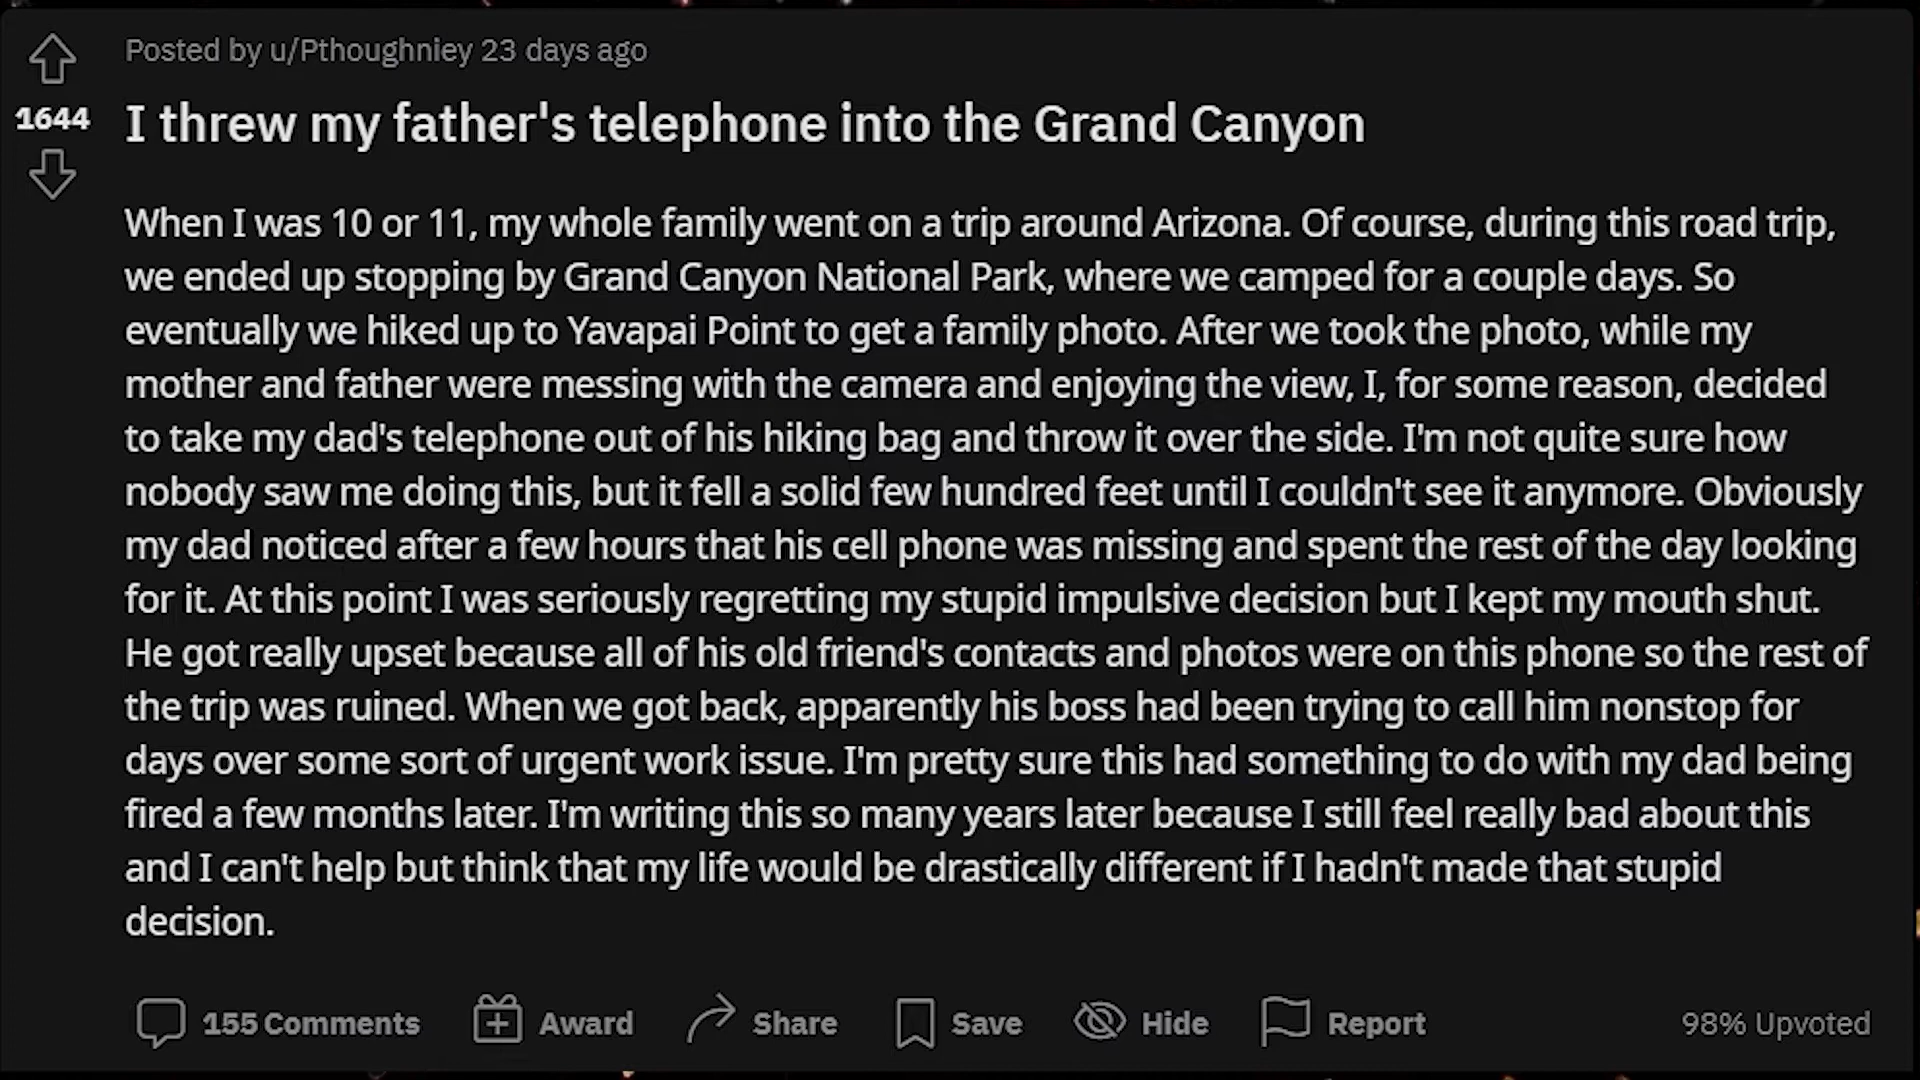 Posted by u/Pthoughniey 23 days ago
1644
I threw my father's telephone into the Grand Canyon
When I was 10 or 11, my whole family went on a trip around Arizona. Of course, during this road trip,
we ended up stopping by Grand Canyon National Park, where we camped for a couple days. So
eventually we hiked up to Yavapai Point to get a family photo. After we took the photo, while my
mother and father were messing with the camera and enjoying the view, I, for some reason, decided
to take my dad's telephone out of his hiking bag and throw it over the side. I'm not quite sure how
nobody saw me doing this, but it fell a solid few hundred feet until I couldn't see it anymore. Obviously
my dad noticed after a few hours that his cell phone was missing and spent the rest of the day looking
for it. At this point I was seriously regretting my stupid impulsive decision but I kept my mouth shut.
He got really upset because all of his old friend's contacts and photos were on this phone so the rest of
the trip was ruined. When we got back, apparently his boss had been trying to call him nonstop for
days over some sort of urgent work issue. I'm pretty sure this had something to do with my dad being
fired a few months later. I'm writing this so many years later because I still feel really bad about this
and I can't help but think that my life would be drastically different if I hadn't made that stupid
decision.
155 Comments Award Share Save Hide Report 98% Upvoted